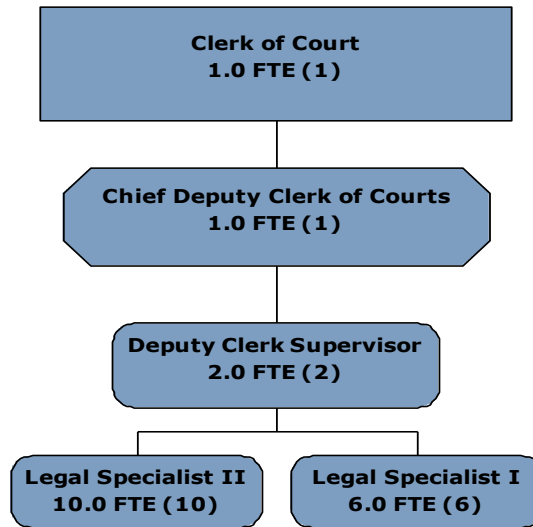 Clerk of Court
1.0 FTE (1)
Chief Deputy Clerk of Courts
1.0 FTE (1)
Deputy Clerk Supervisor
2.0 FTE (2)
Legal Specialist II
10.0 FTE (10)
Legal Specialist I
6.0 FTE (6)